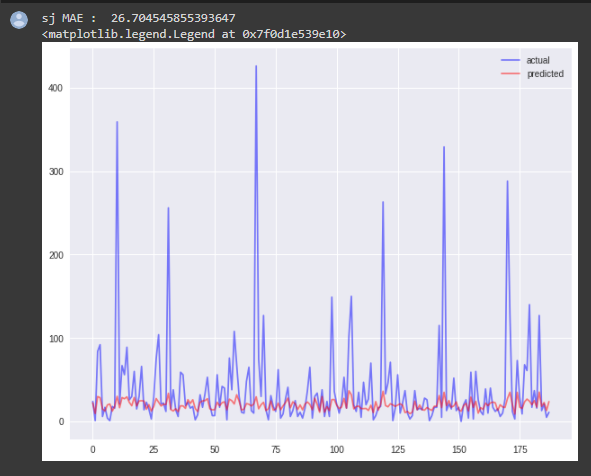 sj MAE :  26.704545855393647
<matplotlib.legend.Legend at 0x7f0d1e539e10>
actual
predicted
400
300
200
100
0
0 25 50 75 100 125 150 175